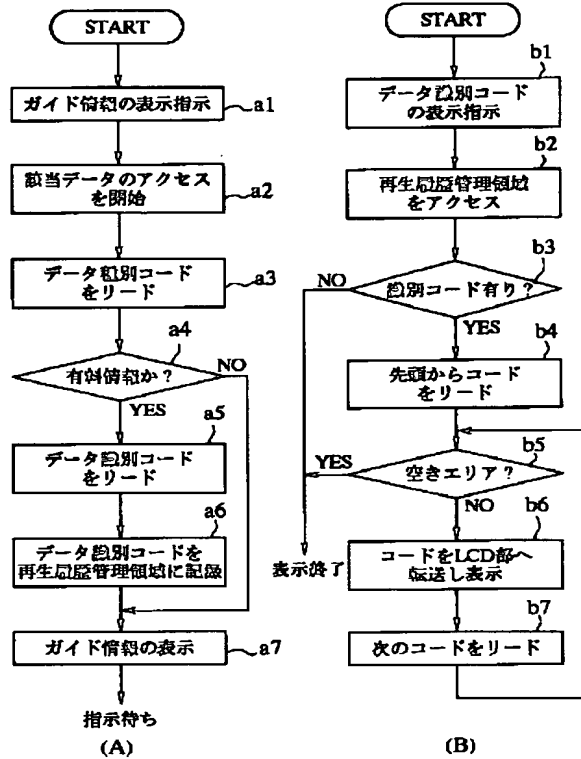 START
ガイド情報の表示指示
a1
該当データのアクセス
を開始
a2
データ種別コード
をリード
a3
a4
有料情報か？
NO
YES
a5
データ識別コード
をリード
a6
データ識別コードを
再生履歴管理領域に記録
ガイド情報の表示
a7
指示待ち
(A)
START
b1
データ識別コード
の表示指示
b2
再生履歴管理領域
をアクセス
b3
NO
識別コード有り？
YES
b4
先頭からコード
をリード
b5
YES
空きエリア？
NO
b6
表示終了
コードをLCD部へ
転送し表示
b7
次のコードをリード
(B)